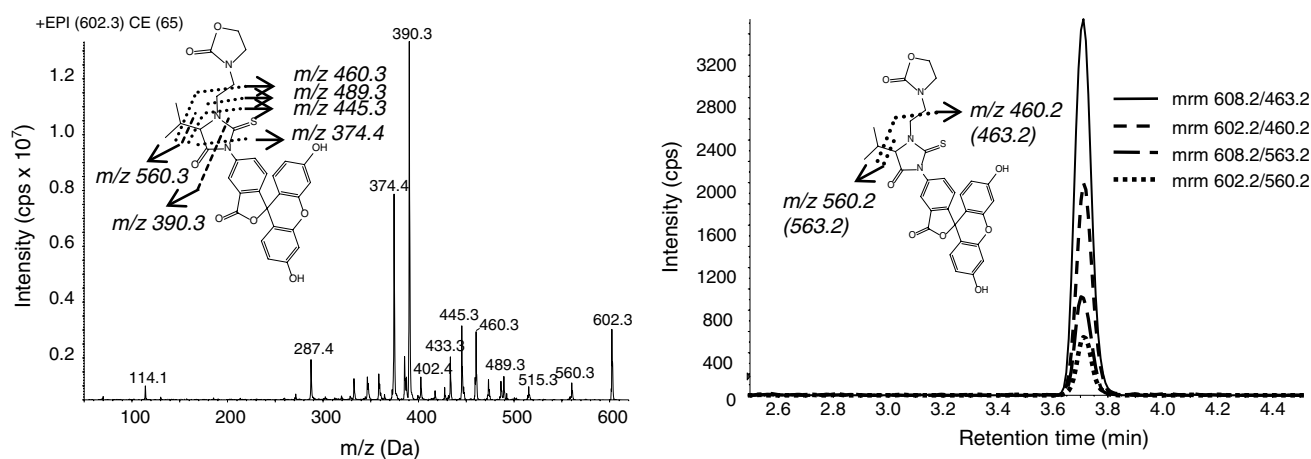 +EPI (602.3) CE (65)
Intensity (cps x 10⁷)
1.2
1.0
0.8
0.6
0.4
0.2
100
200
300
400
500
600
m/z (Da)
114.1
287.4
374.4
390.3
402.4
433.3
445.3
460.3
489.3
515.3
560.3
602.3
m/z 460.3
m/z 489.3
m/z 445.3
m/z 374.4
m/z 560.3
m/z 390.3
O
O
N
N
S
O
N
OH
O
O
O
OH
Intensity (cps)
3200
2800
2400
2000
1600
1200
800
400
0
2.6
2.8
3.0
3.2
3.4
3.6
3.8
4.0
4.2
4.4
Retention time (min)
O
O
N
N
S
O
N
OH
O
O
O
OH
m/z 460.2
(463.2)
m/z 560.2
(563.2)
mrm 608.2/463.2
mrm 602.2/460.2
mrm 608.2/563.2
mrm 602.2/560.2